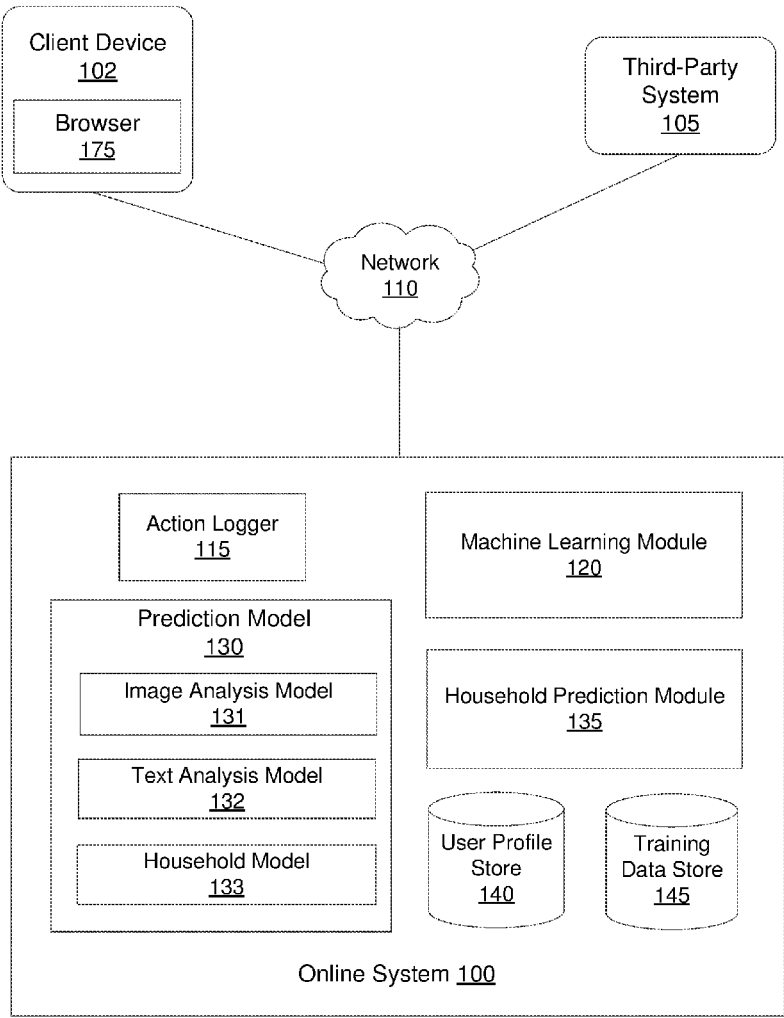 Client Device
102
Browser
175
Third-Party
System
105
Network
110
Action Logger
115
Machine Learning Module
120
Prediction Model
130
Image Analysis Model
131
Text Analysis Model
132
Household Model
133
Household Prediction Module
135
User Profile
Store
140
Training
Data Store
145
Online System 100